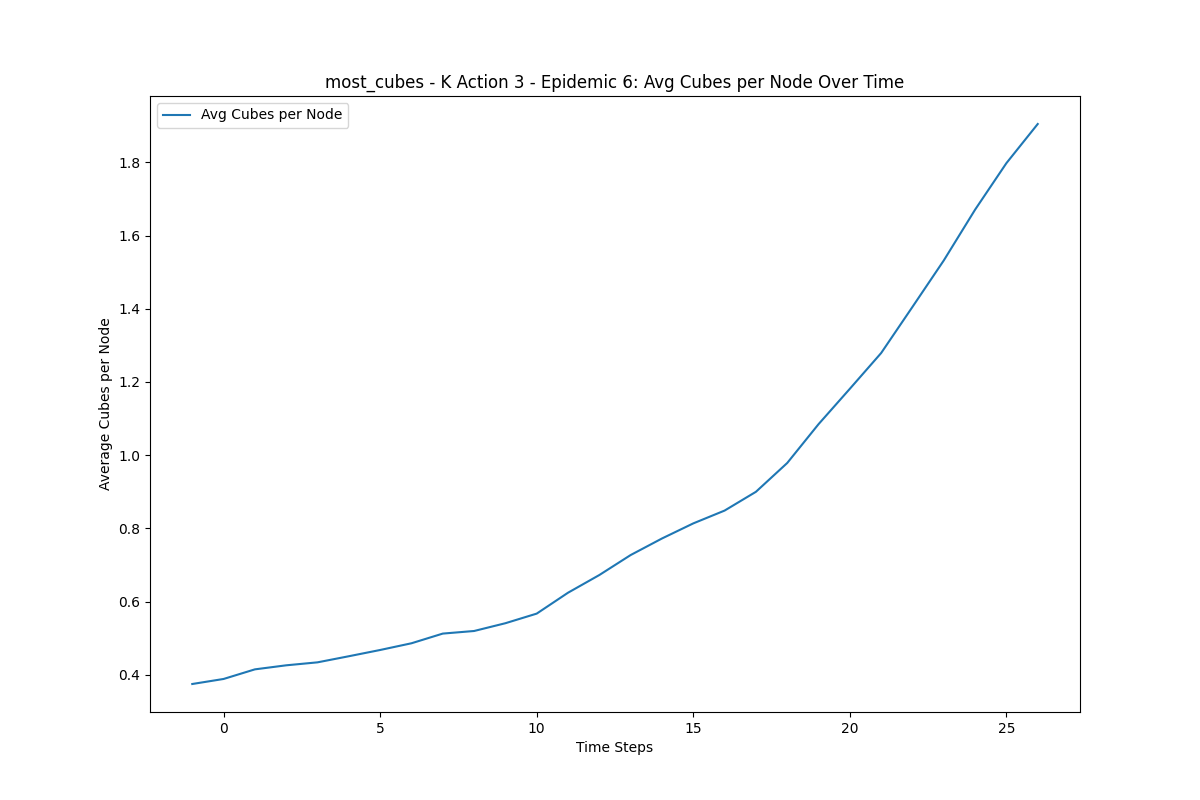 most_cubes - K Action 3 - Epidemic 6: Avg Cubes per Node Over Time
Avg Cubes per Node
Average Cubes per Node
1.8
1.6
1.4
1.2
1.0
0.8
0.6
0.4
0 5 10 15 20 25
Time Steps